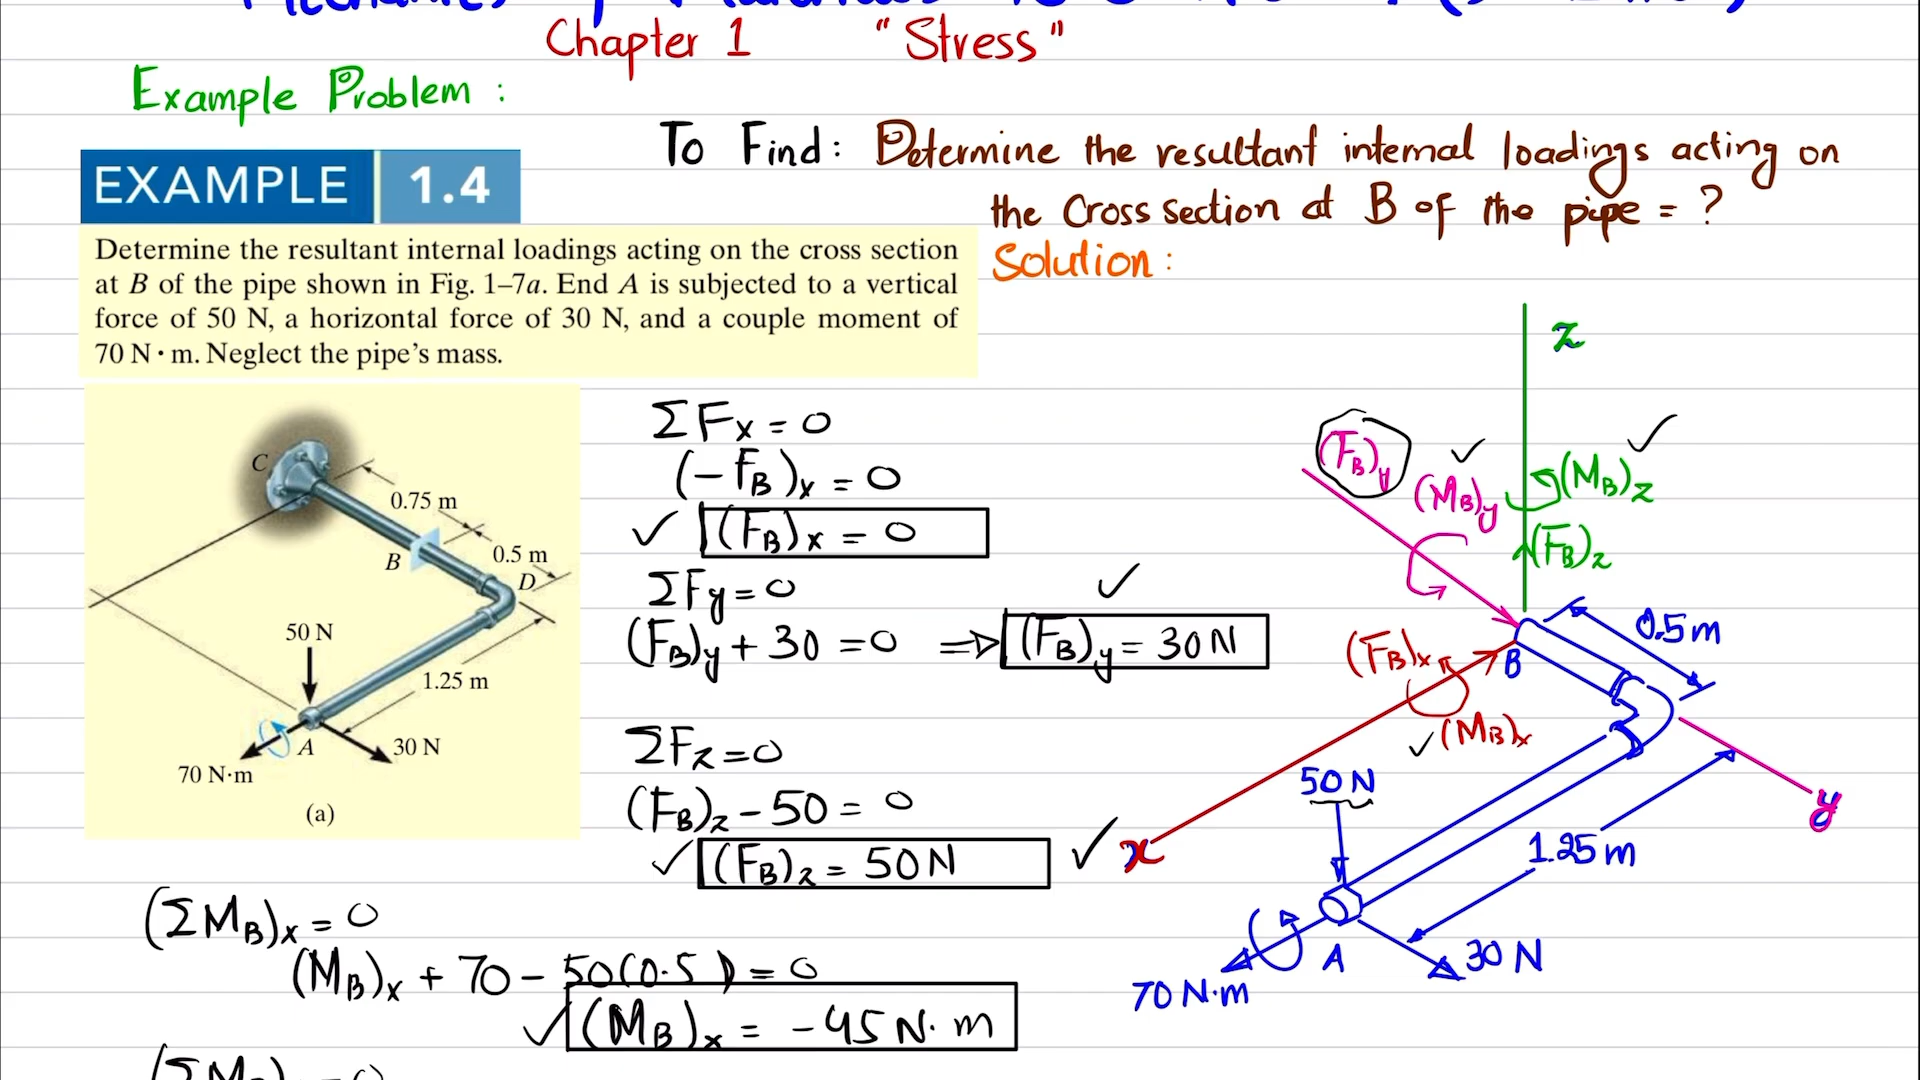 Chapter 1 "Stress"
Example Problem :
EXAMPLE 1.4
To Find : Determine the resultant internal loadings acting on
the Cross section at B of the pipe = ?
Determine the resultant internal loadings acting on the cross section
at B of the pipe shown in Fig. 1–7a. End A is subjected to a vertical
force of 50 N, a horizontal force of 30 N, and a couple moment of
70 N·m. Neglect the pipe's mass.
Solution :
C
0.75 m
B
0.5 m
D
50 N
1.25 m
A
30 N
70 N·m
(a)
ΣFx = 0
(-FB)x = 0
✓ (FB)x = 0
ΣFy = 0
(FB)y + 30 = 0 ⇒ (FB)y = 30 N ✓
ΣFz = 0
(FB)z - 50 = 0
✓ (FB)z = 50 N ✓
(ΣMB)x = 0
(MB)x + 70 - 50(0.5) = 0
✓ (MB)x = -45 N·m
z
(FB)y
(MB)y ✓
(MB)z ✓
(FB)z
0.5 m
(FB)x
B
✓ (MB)x
50 N
x
y
1.25 m
A
30 N
70 N·m